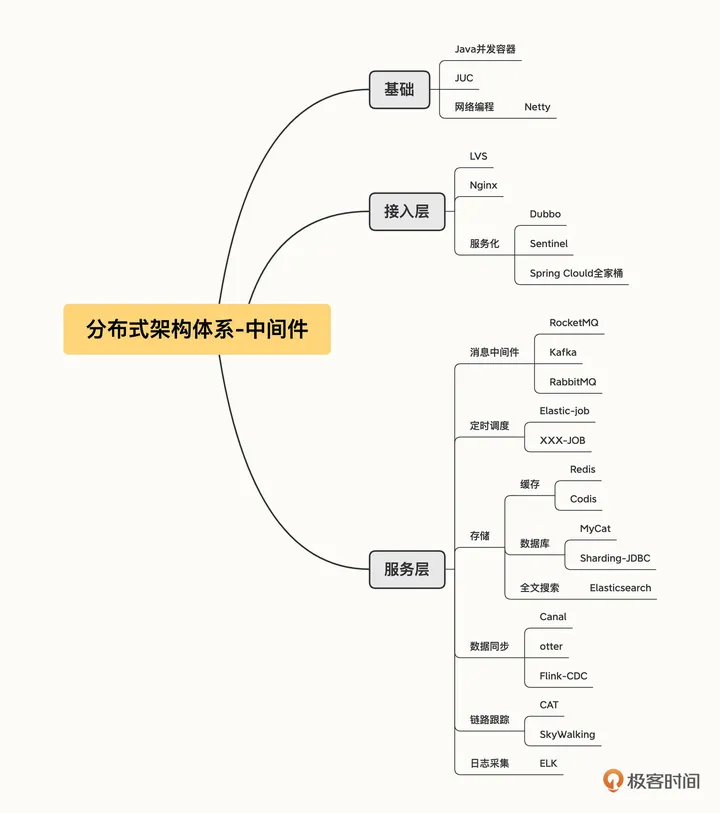 Java并发容器
基础
JUC
网络编程 Netty
LVS
Nginx
接入层
Dubbo
服务化
Sentinel
Spring Clould全家桶
分布式架构体系-中间件
RocketMQ
消息中间件
Kafka
RabbitMQ
Elastic-job
定时调度
XXX-JOB
Redis
缓存
Codis
存储
MyCat
数据库
Sharding-JDBC
全文搜索 Elasticsearch
服务层
Canal
数据同步
otter
Flink-CDC
CAT
链路跟踪
SkyWalking
日志采集 ELK
极客时间